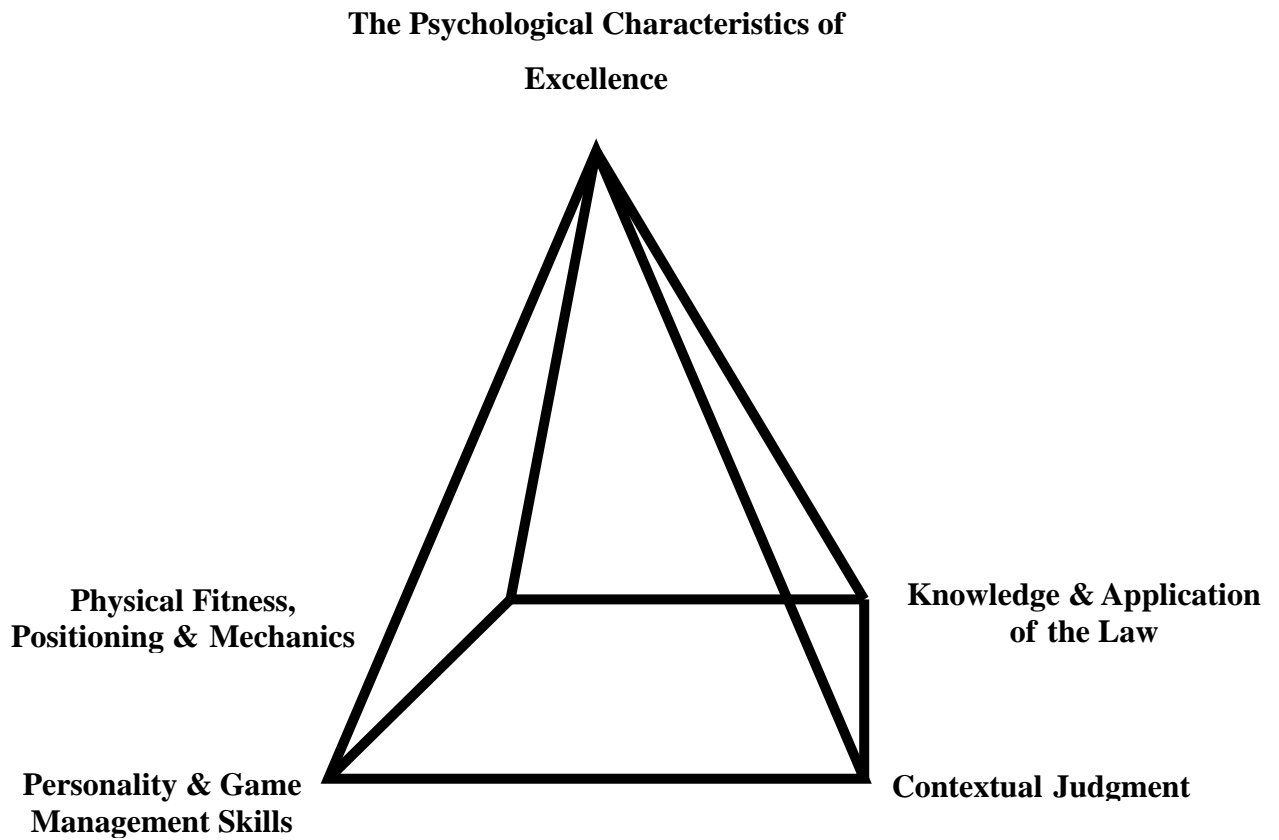 The Psychological Characteristics of
Excellence
Physical Fitness,
Positioning & Mechanics
Knowledge & Application
of the Law
Personality & Game
Management Skills
Contextual Judgment